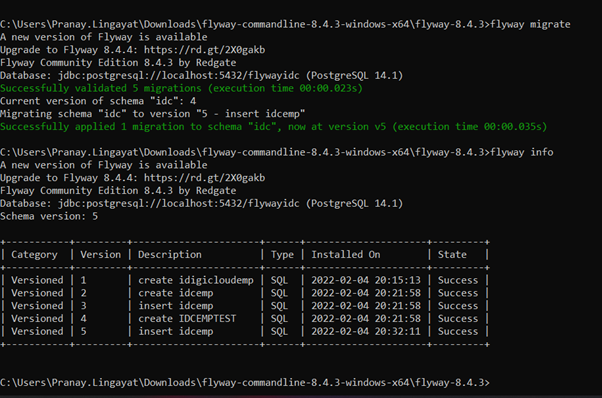 C:\Users\Pranay.Lingayat\Downloads\flyway-commandline-8.4.3-windows-x64\flyway-8.4.3>flyway migrate
A new version of Flyway is available
Upgrade to Flyway 8.4.4: https://rd.gt/2X0gakb
Flyway Community Edition 8.4.3 by Redgate
Database: jdbc:postgresql://localhost:5432/flywayidc (PostgreSQL 14.1)
Successfully validated 5 migrations (execution time 00:00.023s)
Current version of schema "idc": 4
Migrating schema "idc" to version "5 - insert idcemp"
Successfully applied 1 migration to schema "idc", now at version v5 (execution time 00:00.035s)
C:\Users\Pranay.Lingayat\Downloads\flyway-commandline-8.4.3-windows-x64\flyway-8.4.3>flyway info
A new version of Flyway is available
Upgrade to Flyway 8.4.4: https://rd.gt/2X0gakb
Flyway Community Edition 8.4.3 by Redgate
Database: jdbc:postgresql://localhost:5432/flywayidc (PostgreSQL 14.1)
Schema version: 5
+-----------+---------+---------------------+------+---------------------+---------+
| Category  | Version | Description         | Type | Installed On        | State   |
+-----------+---------+---------------------+------+---------------------+---------+
| Versioned | 1       | create idigicloudemp | SQL  | 2022-02-04 20:15:13 | Success |
| Versioned | 2       | create idcemp       | SQL  | 2022-02-04 20:21:58 | Success |
| Versioned | 3       | insert idcemp       | SQL  | 2022-02-04 20:21:58 | Success |
| Versioned | 4       | create IDCEMPTEST   | SQL  | 2022-02-04 20:21:58 | Success |
| Versioned | 5       | insert idcemp       | SQL  | 2022-02-04 20:32:11 | Success |
+-----------+---------+---------------------+------+---------------------+---------+
C:\Users\Pranay.Lingayat\Downloads\flyway-commandline-8.4.3-windows-x64\flyway-8.4.3>